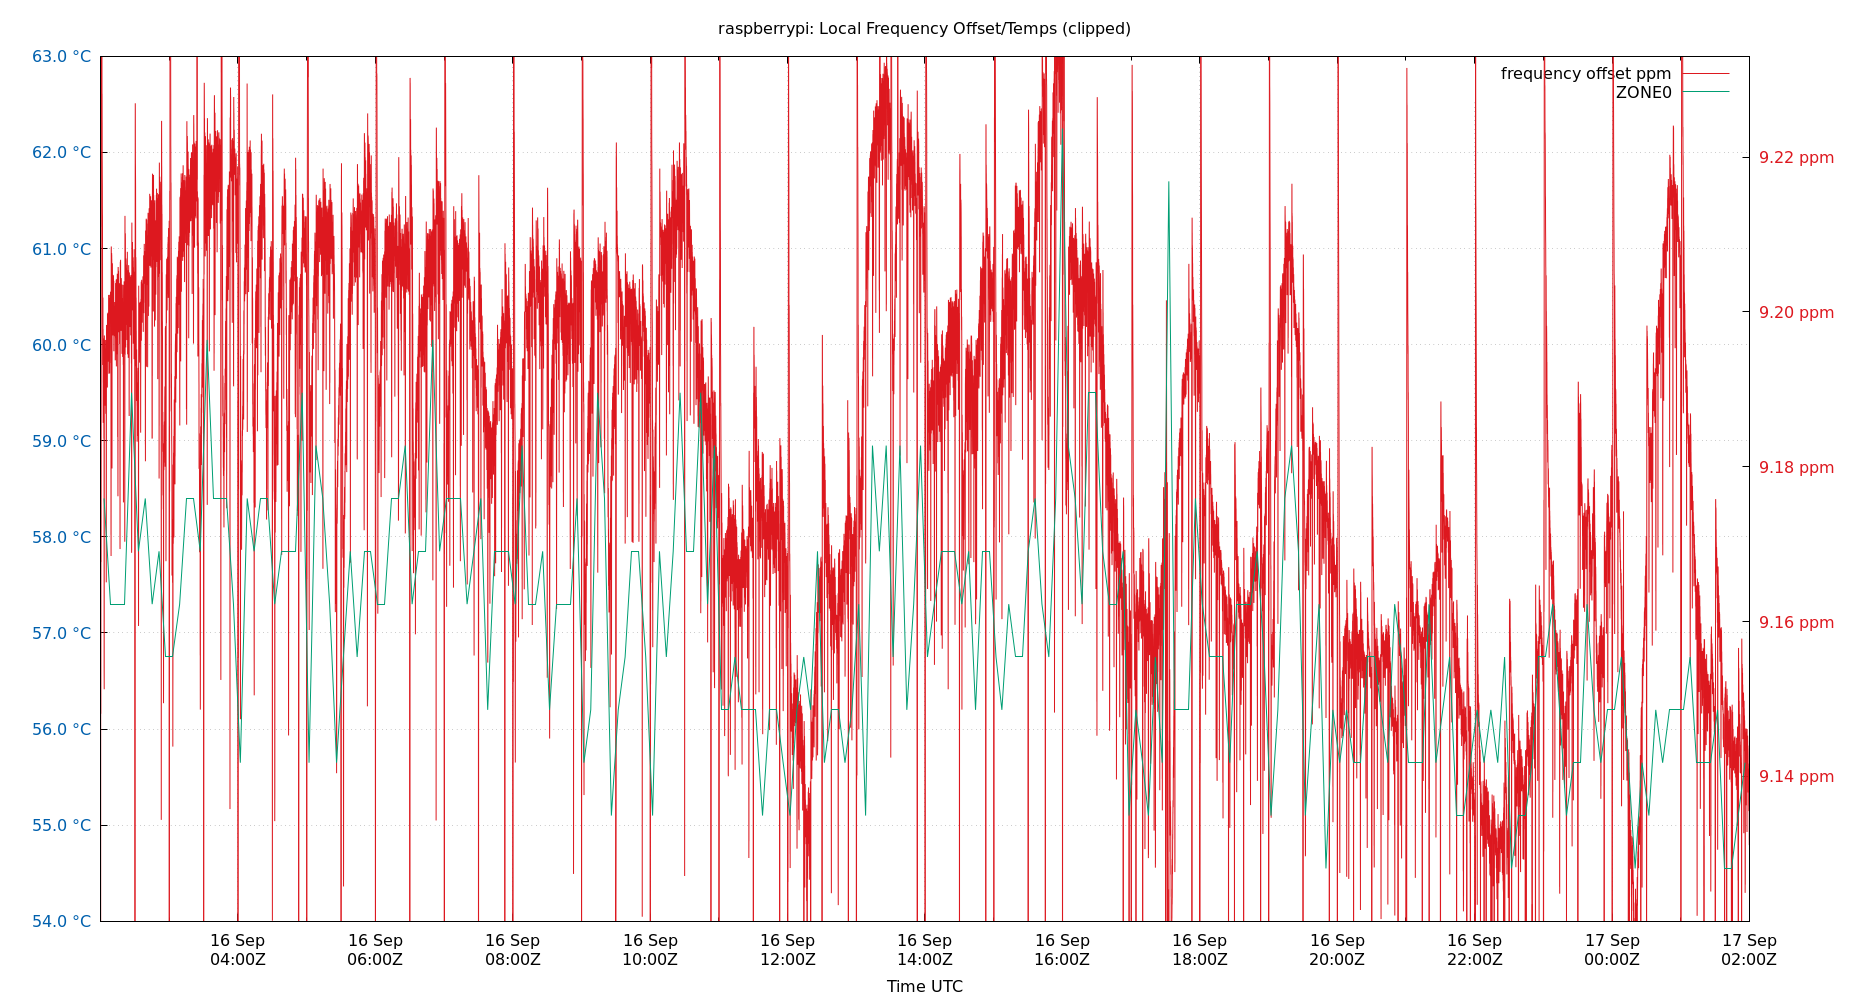 raspberrypi: Local Frequency Offset/Temps (clipped)
63.0 °C
62.0 °C
61.0 °C
60.0 °C
59.0 °C
58.0 °C
57.0 °C
56.0 °C
55.0 °C
54.0 °C
frequency offset ppm
ZONE0
9.22 ppm
9.20 ppm
9.18 ppm
9.16 ppm
9.14 ppm
16 Sep
04:00Z
16 Sep
06:00Z
16 Sep
08:00Z
16 Sep
10:00Z
16 Sep
12:00Z
16 Sep
14:00Z
16 Sep
16:00Z
16 Sep
18:00Z
16 Sep
20:00Z
16 Sep
22:00Z
17 Sep
00:00Z
17 Sep
02:00Z
Time UTC